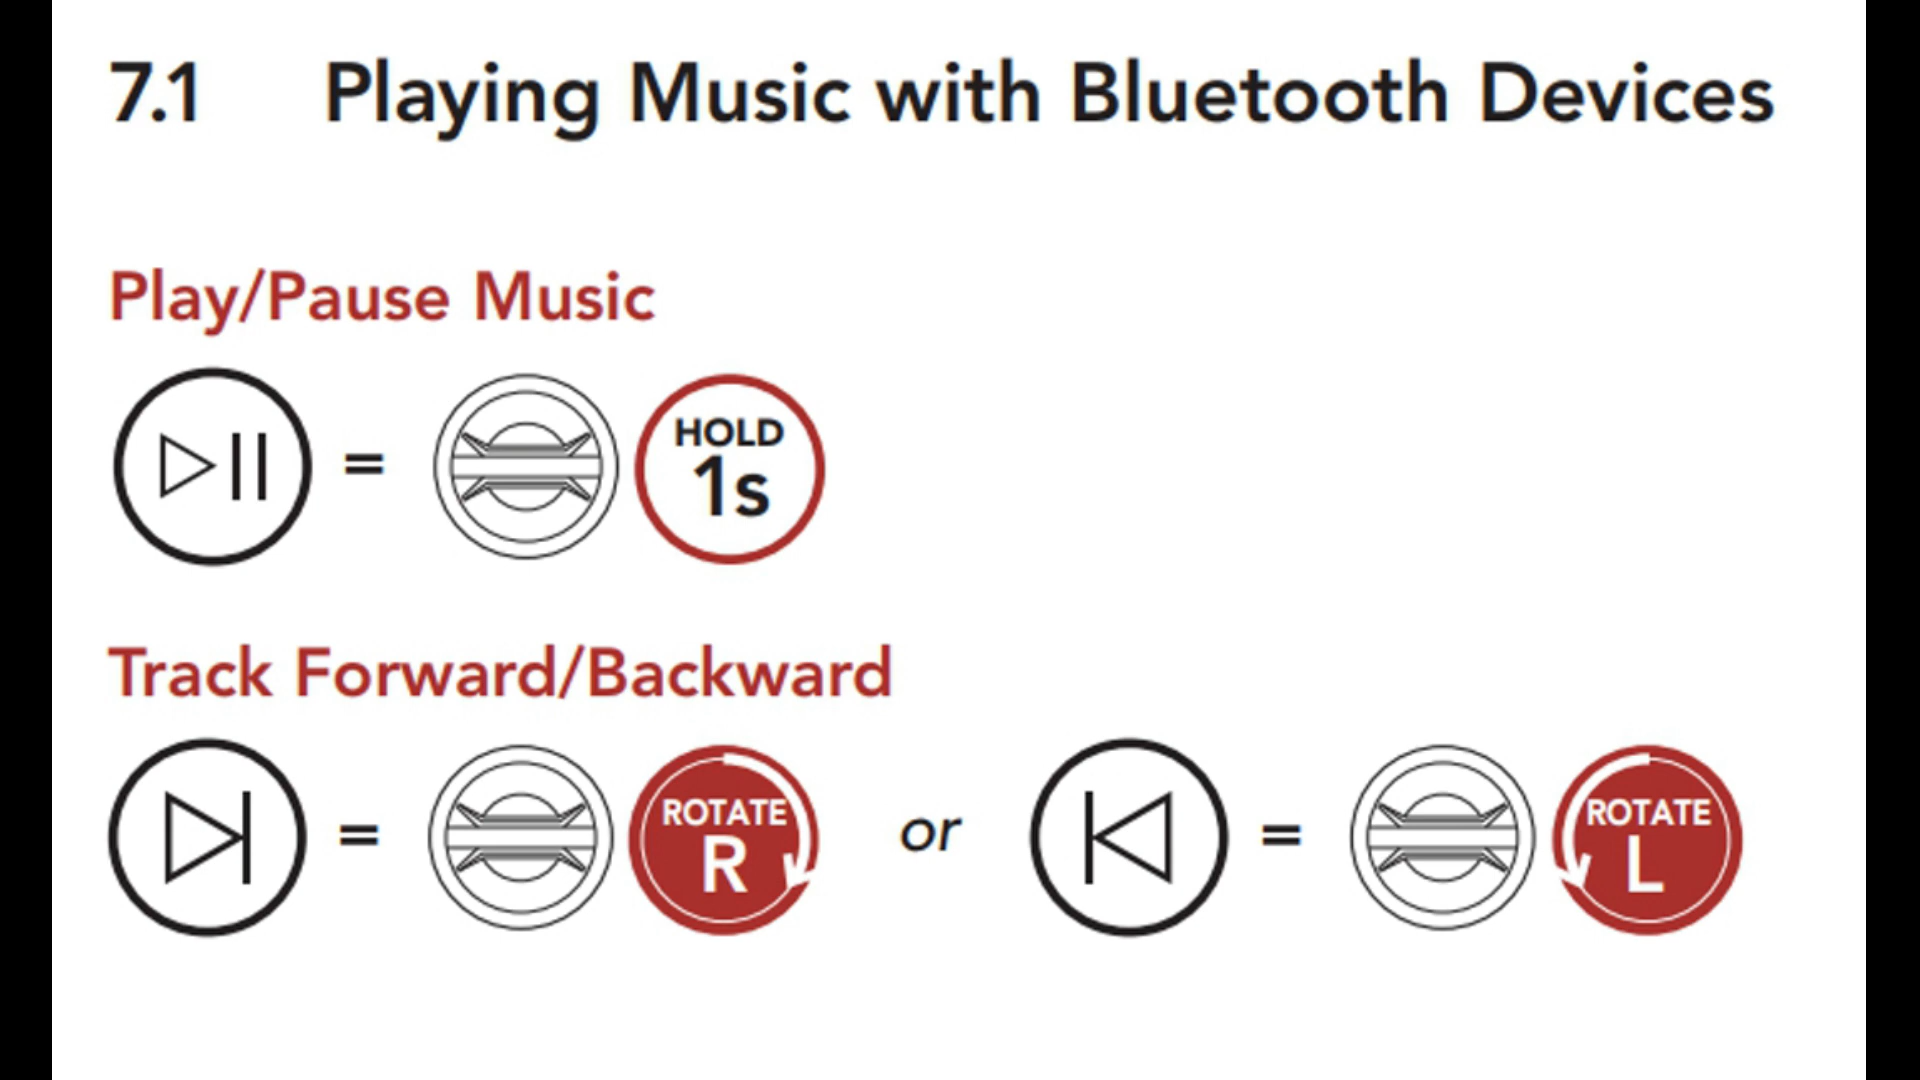 7.1 Playing Music with Bluetooth Devices
Play/Pause Music
= HOLD 1s
Track Forward/Backward
= ROTATE R or = ROTATE L